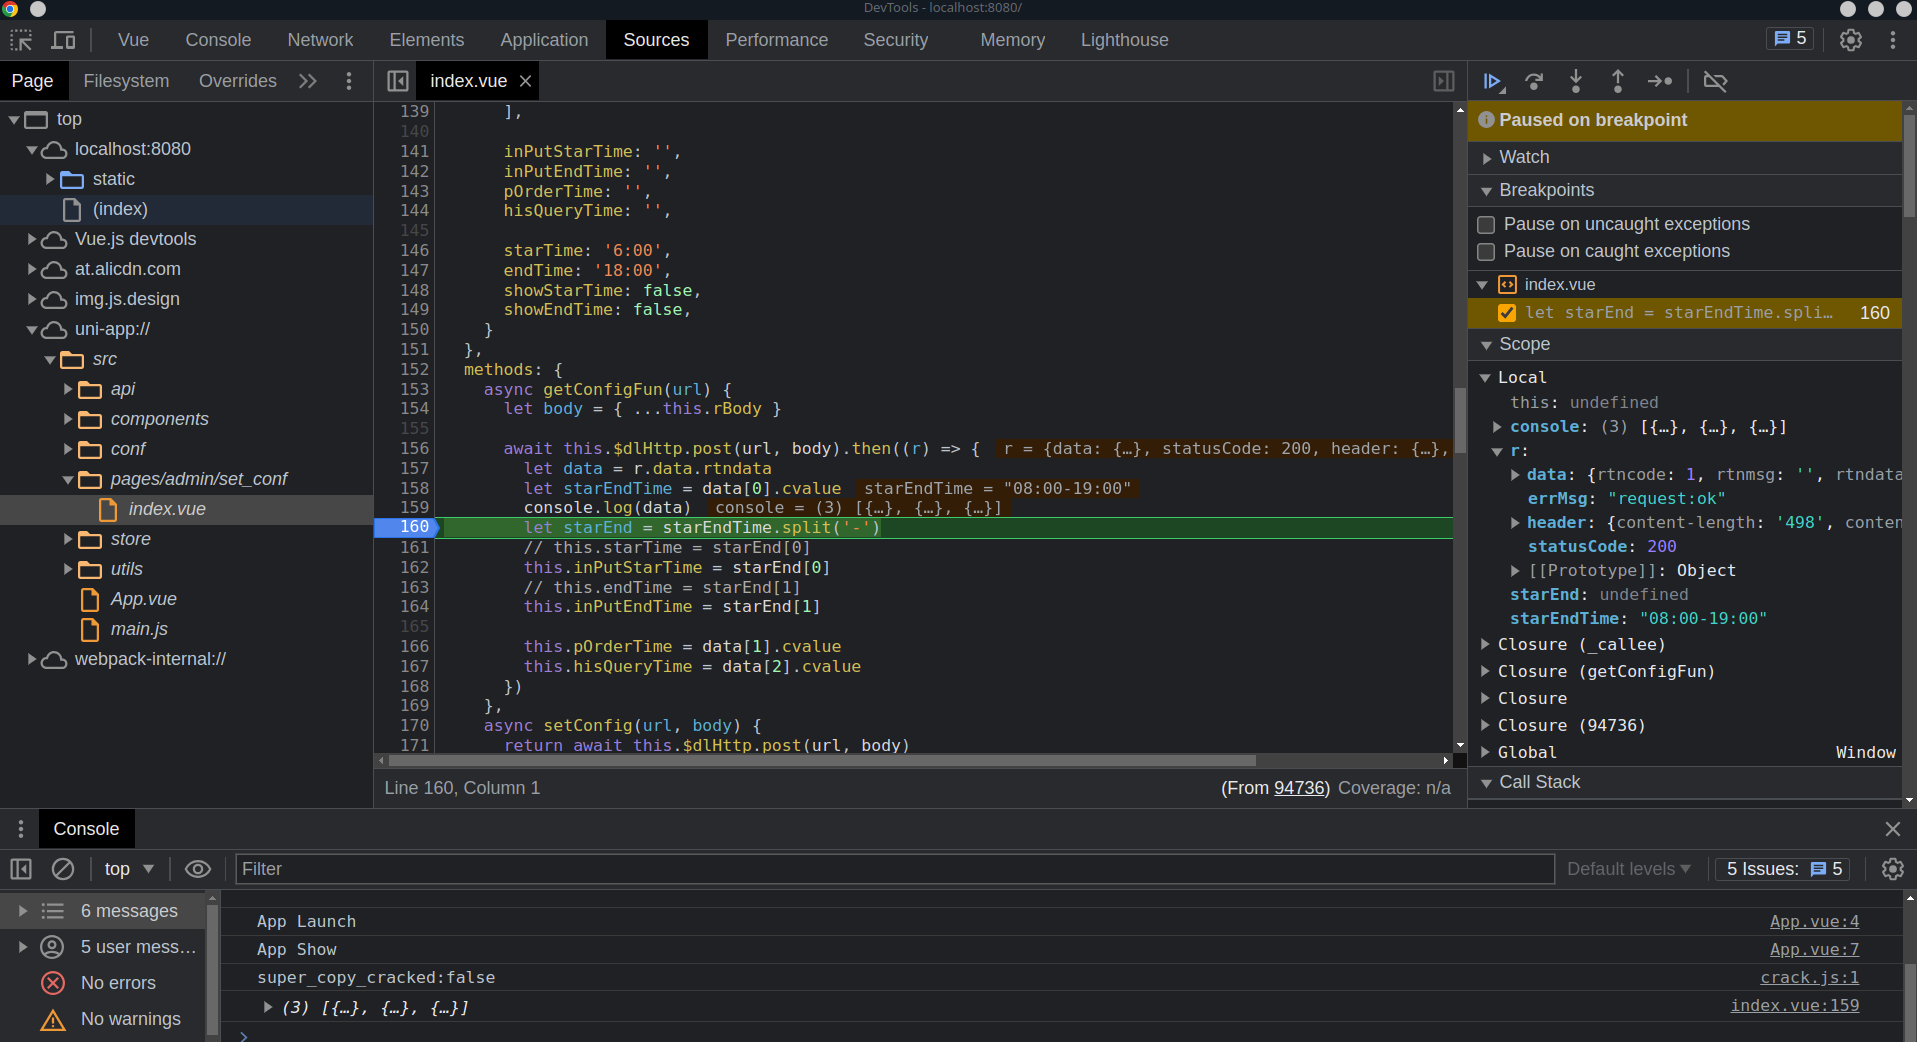 DevTools - localhost:8080/
Vue Console Network Elements Application Sources Performance Security Memory Lighthouse 5
Page Filesystem Overrides
index.vue
top
localhost:8080
static
(index)
Vue.js devtools
at.alicdn.com
img.js.design
uni-app://
src
api
components
conf
pages/admin/set_conf
index.vue
store
utils
App.vue
main.js
webpack-internal://
139 ],
140
141 inPutStarTime: '',
142 inPutEndTime: '',
143 pOrderTime: '',
144 hisQueryTime: '',
145
146 starTime: '6:00',
147 endTime: '18:00',
148 showStarTime: false,
149 showEndTime: false,
150 }
151 },
152 methods: {
153 async getConfigFun(url) {
154 let body = { ...this.rBody }
155
156 await this.$dlHttp.post(url, body).then((r) => { r = {data: {…}, statusCode: 200, header: {…},
157 let data = r.data.rtndata
158 let starEndTime = data[0].cvalue starEndTime = "08:00-19:00"
159 console.log(data) console = (3) [{…}, {…}, {…}]
160 let starEnd = starEndTime.split('-')
161 // this.starTime = starEnd[0]
162 this.inPutStarTime = starEnd[0]
163 // this.endTime = starEnd[1]
164 this.inPutEndTime = starEnd[1]
165
166 this.pOrderTime = data[1].cvalue
167 this.hisQueryTime = data[2].cvalue
168 })
169 },
170 async setConfig(url, body) {
171 return await this.$dlHttp.post(url, body)
Line 160, Column 1 (From 94736) Coverage: n/a
Paused on breakpoint
Watch
Breakpoints
Pause on uncaught exceptions
Pause on caught exceptions
index.vue
let starEnd = starEndTime.spli… 160
Scope
Local
this: undefined
console: (3) [{…}, {…}, {…}]
r:
data: {rtncode: 1, rtnmsg: '', rtndata
errMsg: "request:ok"
header: {content-length: '498', conten
statusCode: 200
[[Prototype]]: Object
starEnd: undefined
starEndTime: "08:00-19:00"
Closure (_callee)
Closure (getConfigFun)
Closure
Closure (94736)
Global Window
Call Stack
Console
top Filter Default levels 5 Issues: 5
6 messages
5 user mess…
No errors
No warnings
App Launch App.vue:4
App Show App.vue:7
super_copy_cracked:false crack.js:1
(3) [{…}, {…}, {…}] index.vue:159